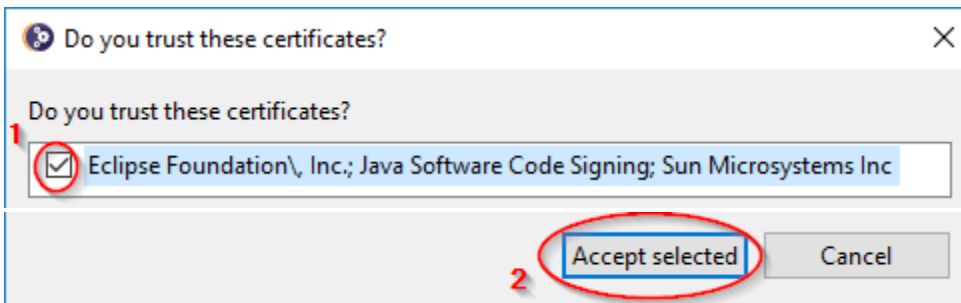 Do you trust these certificates?
Do you trust these certificates?
1
Eclipse Foundation\, Inc.; Java Software Code Signing; Sun Microsystems Inc
Accept selected
Cancel
2